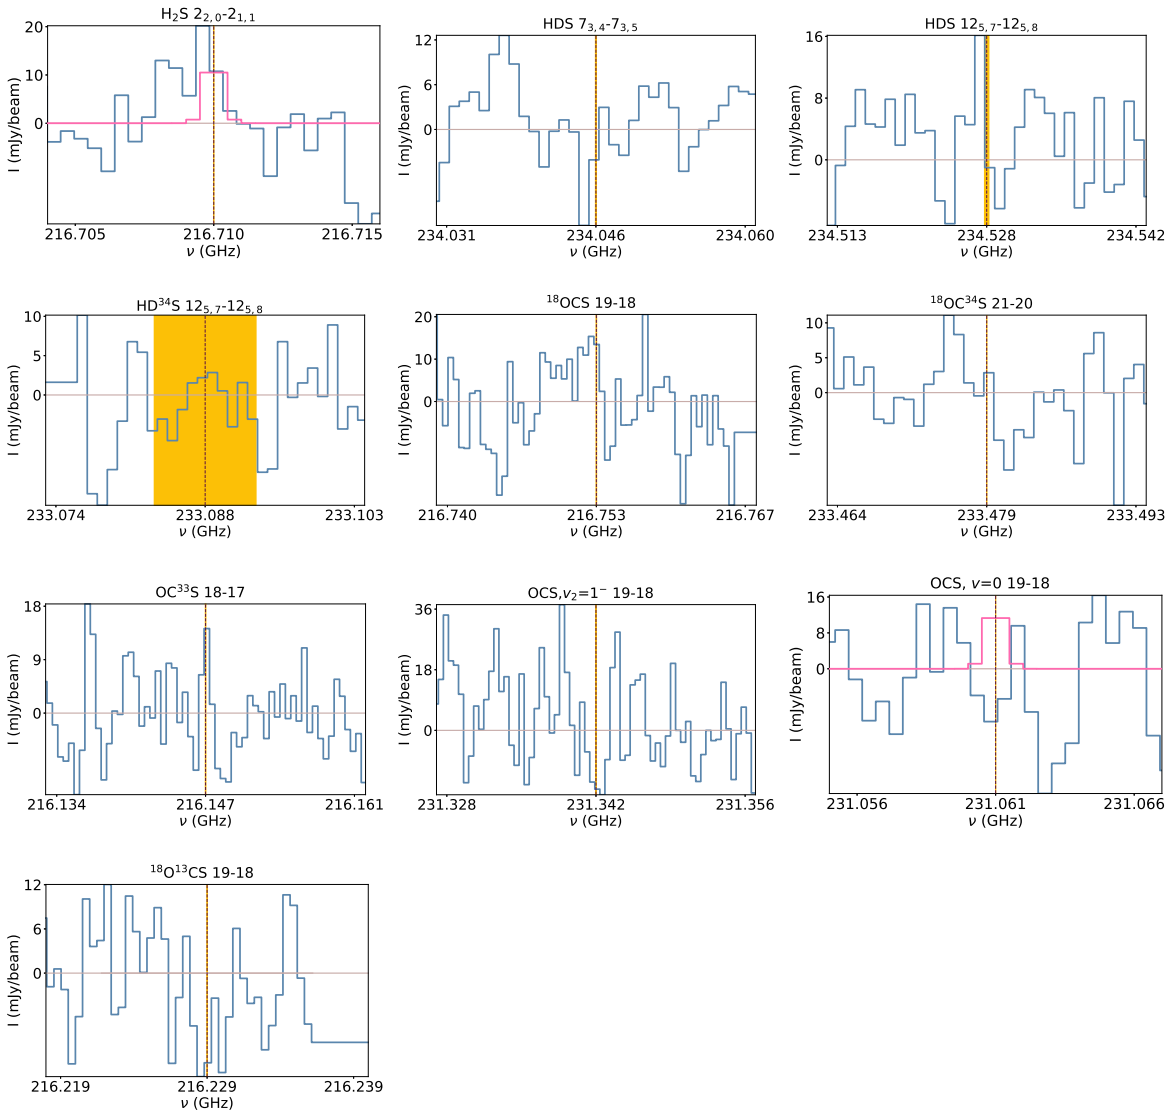 H₂S 2₂,₀-2₁,₁
20
10
0
I (mJy/beam)
216.705 216.710 216.715
ν (GHz)
HDS 7₃,₄-7₃,₅
12
6
0
I (mJy/beam)
234.031 234.046 234.060
ν (GHz)
HDS 12₅,₇-12₅,₈
16
8
0
I (mJy/beam)
234.513 234.528 234.542
ν (GHz)
HD³⁴S 12₅,₇-12₅,₈
10
5
0
I (mJy/beam)
233.074 233.088 233.103
ν (GHz)
¹⁸OCS 19-18
20
10
0
I (mJy/beam)
216.740 216.753 216.767
ν (GHz)
¹⁸OC³⁴S 21-20
10
5
0
I (mJy/beam)
233.464 233.479 233.493
ν (GHz)
OC³³S 18-17
18
9
0
I (mJy/beam)
216.134 216.147 216.161
ν (GHz)
OCS,v₂=1⁻ 19-18
36
18
0
I (mJy/beam)
231.328 231.342 231.356
ν (GHz)
OCS, v=0 19-18
16
8
0
I (mJy/beam)
231.056 231.061 231.066
ν (GHz)
¹⁸O¹³CS 19-18
12
6
0
I (mJy/beam)
216.219 216.229 216.239
ν (GHz)